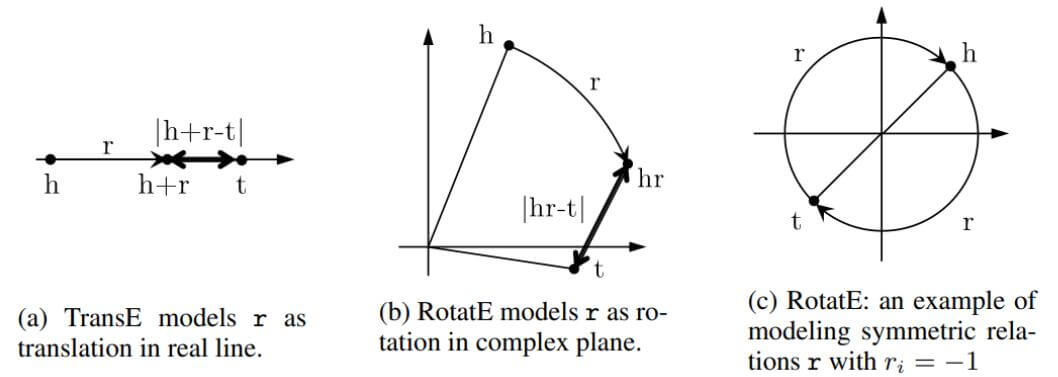 h
r
|h+r-t|
h+r
t
(a) TransE models r as
translation in real line.
h
r
hr
|hr-t|
t
(b) RotatE models r as ro-
tation in complex plane.
r
h
t
r
(c) RotatE: an example of
modeling symmetric rela-
tions r with rᵢ = −1